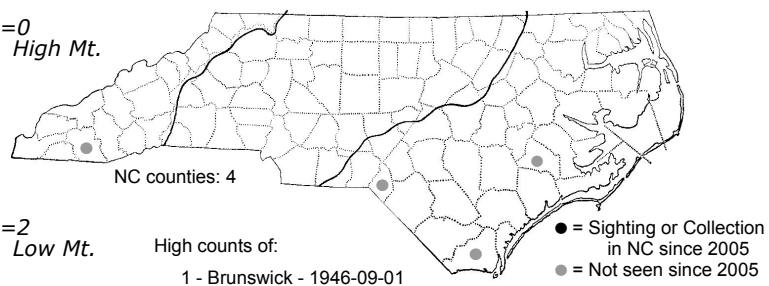 =0
High Mt.
NC counties: 4
=2
Low Mt.
High counts of:
1 - Brunswick - 1946-09-01
● = Sighting or Collection
in NC since 2005
● = Not seen since 2005